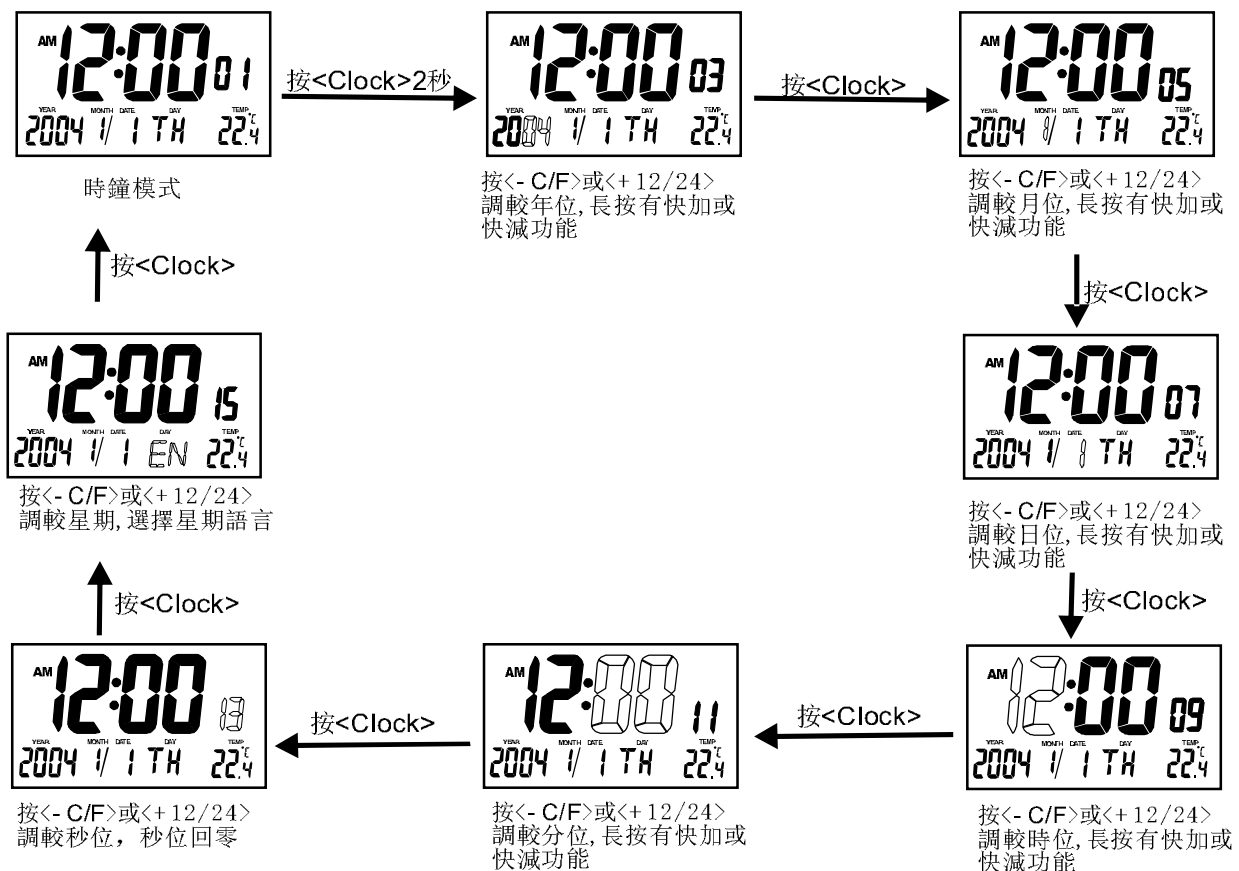 AM 12:00 01
YEAR MONTH DATE DAY TEMP
2004 1/ 1 TH 22.4 °C
時鐘模式
按<Clock>2秒
AM 12:00 03
YEAR MONTH DATE DAY TEMP
2004 1/ 1 TH 22.4 °C
按<- C/F>或<+12/24>
調較年位,長按有快加或
快減功能
按<Clock>
AM 12:00 05
YEAR MONTH DATE DAY TEMP
2004 1/ 1 TH 22.4 °C
按<- C/F>或<+12/24>
調較月位,長按有快加或
快減功能
按<Clock>
AM 12:00 07
YEAR MONTH DATE DAY TEMP
2004 1/ 1 TH 22.4 °C
按<- C/F>或<+12/24>
調較日位,長按有快加或
快減功能
按<Clock>
AM 12:00 09
YEAR MONTH DATE DAY TEMP
2004 1/ 1 TH 22.4 °C
按<- C/F>或<+12/24>
調較時位,長按有快加或
快減功能
按<Clock>
AM 12:00 11
YEAR MONTH DATE DAY TEMP
2004 1/ 1 TH 22.4 °C
按<- C/F>或<+12/24>
調較分位,長按有快加或
快減功能
按<Clock>
AM 12:00 13
YEAR MONTH DATE DAY TEMP
2004 1/ 1 TH 22.4 °C
按<- C/F>或<+12/24>
調較秒位，秒位回零
按<Clock>
AM 12:00 15
YEAR MONTH DATE DAY TEMP
2004 1/ 1 EN 22.4 °C
按<- C/F>或<+12/24>
調較星期,選擇星期語言
按<Clock>